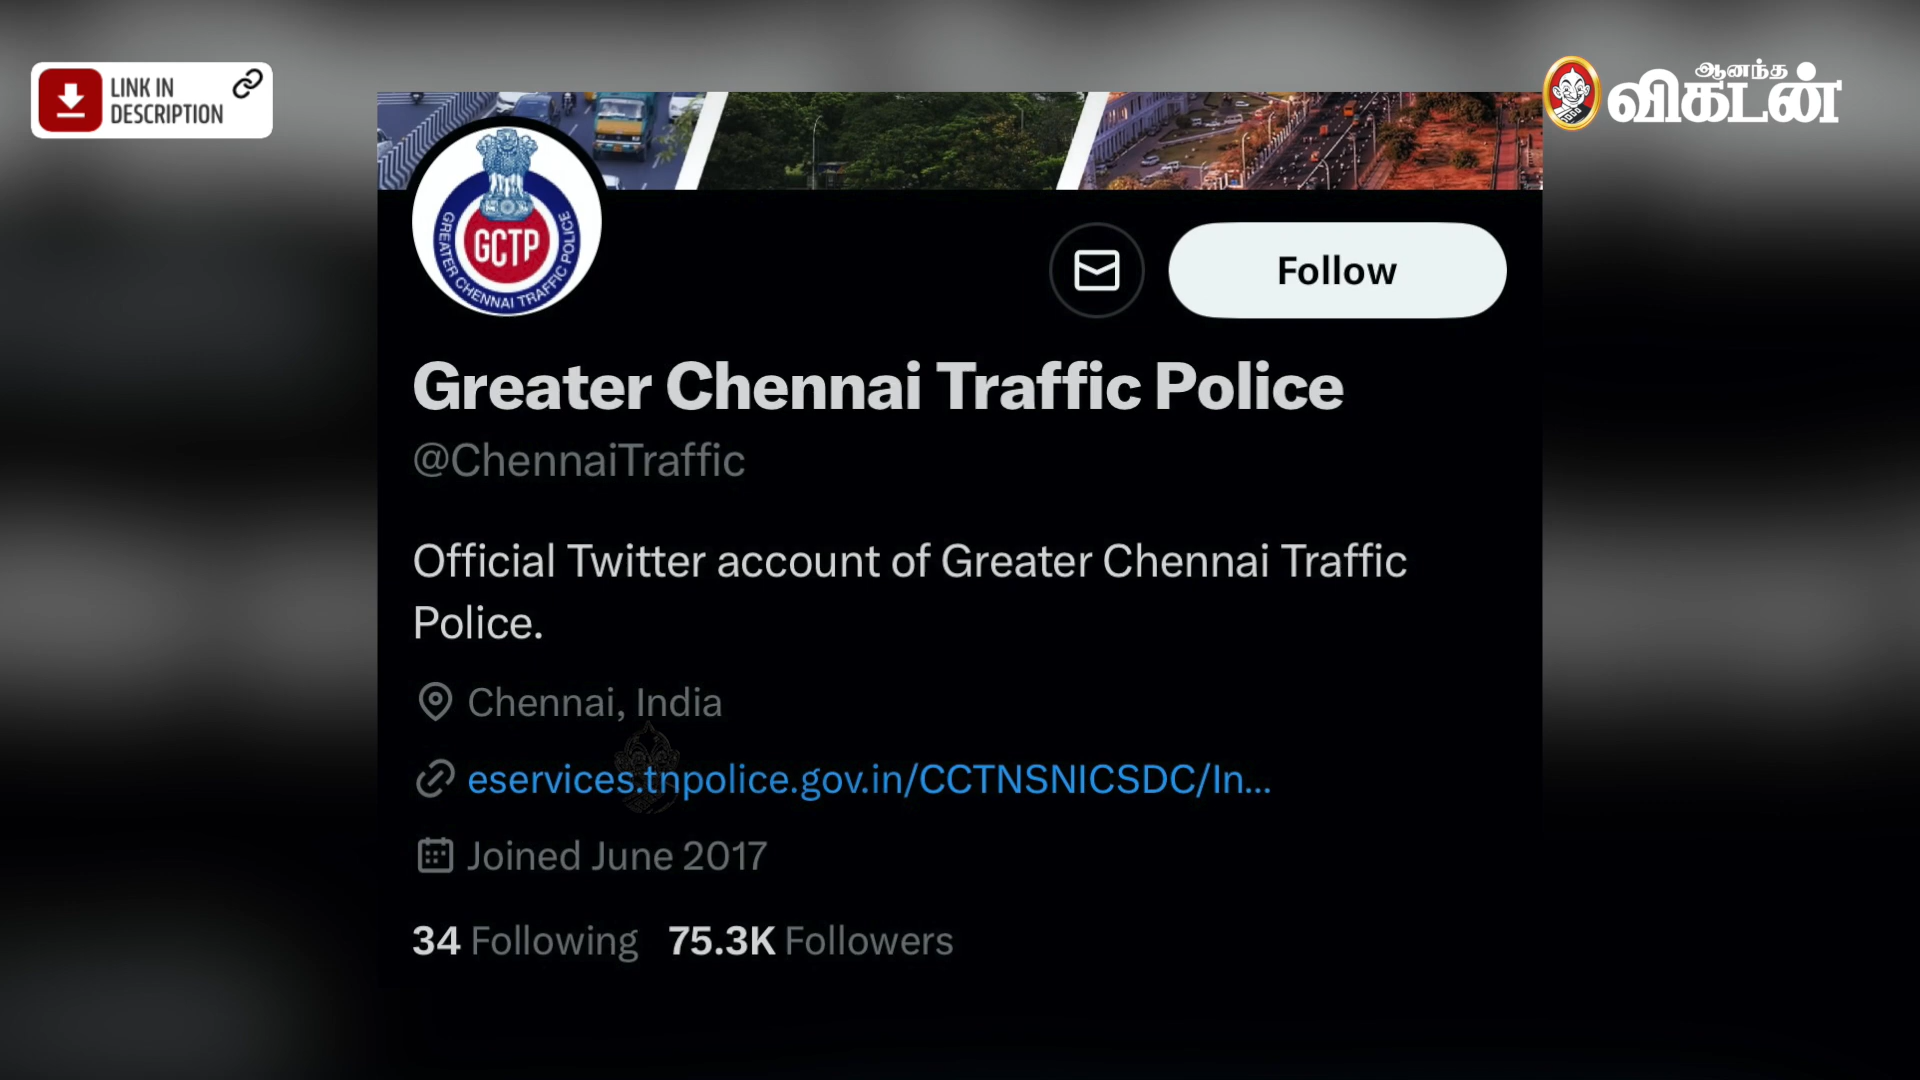 LINK IN
DESCRIPTION
ஆனந்த
விகடன்
GREATER CHENNAI TRAFFIC POLICE
GCTP
Follow
Greater Chennai Traffic Police
@ChennaiTraffic
Official Twitter account of Greater Chennai Traffic
Police.
Chennai, India
eservices.tnpolice.gov.in/CCTNSNICSDC/In...
Joined June 2017
34 Following 75.3K Followers